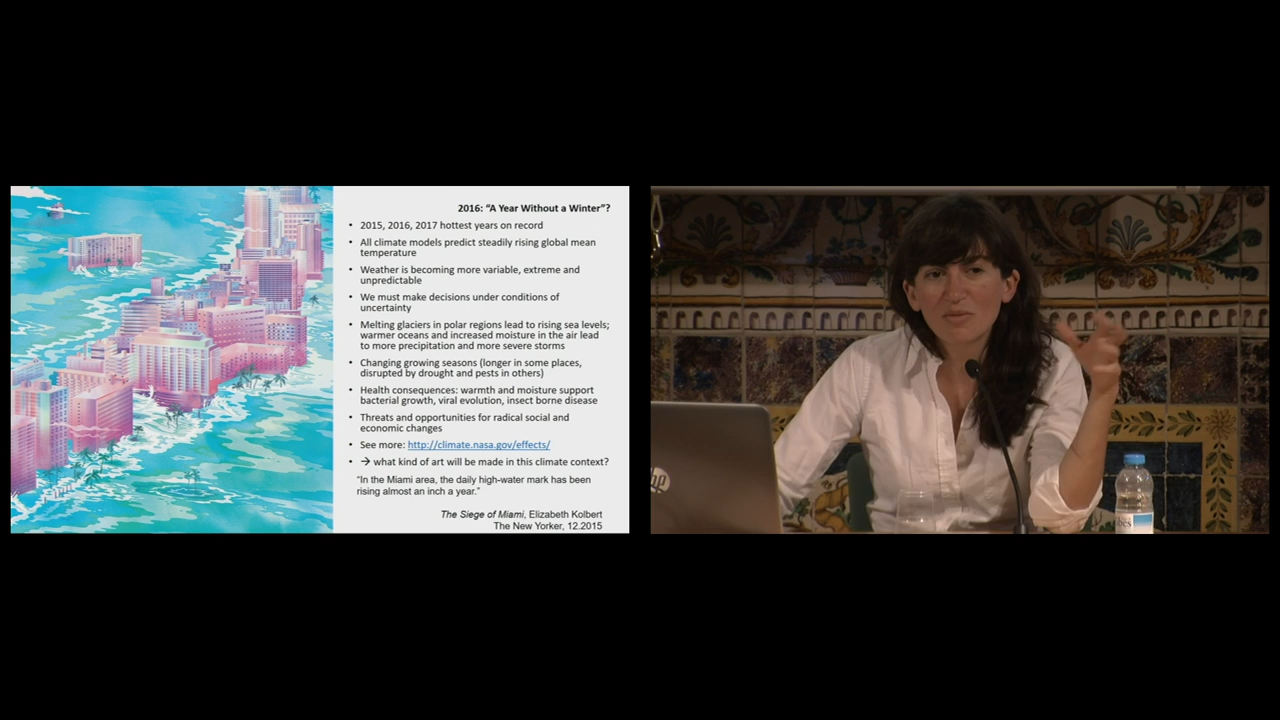 2016: “A Year Without a Winter”?
• 2015, 2016, 2017 hottest years on record
• All climate models predict steadily rising global mean
temperature
• Weather is becoming more variable, extreme and
unpredictable
• We must make decisions under conditions of
uncertainty
• Melting glaciers in polar regions lead to rising sea levels;
warmer oceans and increased moisture in the air lead
to more precipitation and more severe storms
• Changing growing seasons (longer in some places,
disrupted by drought and pests in others)
• Health consequences: warmth and moisture support
bacterial growth, viral evolution, insect borne disease
• Threats and opportunities for radical social and
economic changes
• See more: http://climate.nasa.gov/effects/
• → what kind of art will be made in this climate context?
“In the Miami area, the daily high-water mark has been
rising almost an inch a year.”
The Siege of Miami, Elizabeth Kolbert
The New Yorker, 12.2015
hp